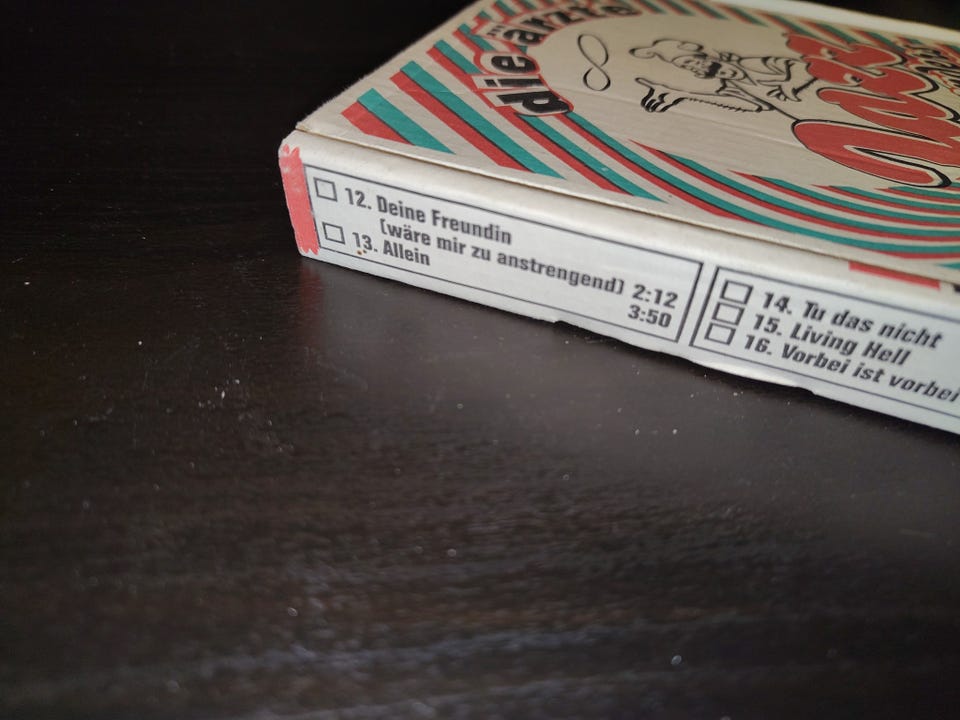 die ärzte
12. Deine Freundin
(wäre mir zu anstrengend) 2:12
13. Allein 3:50
14. Tu das nicht
15. Living Hell
16. Vorbei ist vorbei